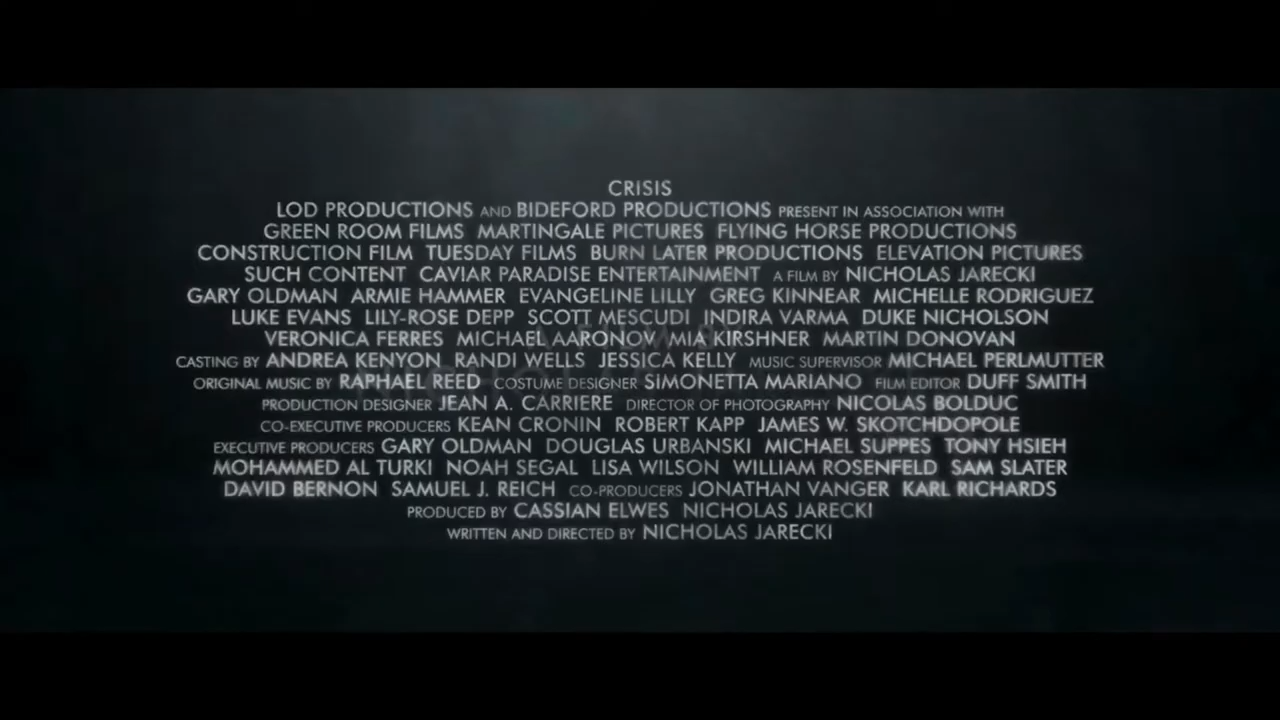 CRISIS
LOD PRODUCTIONS AND BIDEFORD PRODUCTIONS PRESENT IN ASSOCIATION WITH
GREEN ROOM FILMS MARTINGALE PICTURES FLYING HORSE PRODUCTIONS
CONSTRUCTION FILM TUESDAY FILMS BURN LATER PRODUCTIONS ELEVATION PICTURES
SUCH CONTENT CAVIAR PARADISE ENTERTAINMENT A FILM BY NICHOLAS JARECKI
GARY OLDMAN ARMIE HAMMER EVANGELINE LILLY GREG KINNEAR MICHELLE RODRIGUEZ
LUKE EVANS LILY-ROSE DEPP SCOTT MESCUDI INDIRA VARMA DUKE NICHOLSON
VERONICA FERRES MICHAEL AARONOV MIA KIRSHNER MARTIN DONOVAN
CASTING BY ANDREA KENYON RANDI WELLS JESSICA KELLY MUSIC SUPERVISOR MICHAEL PERLMUTTER
ORIGINAL MUSIC BY RAPHAEL REED COSTUME DESIGNER SIMONETTA MARIANO FILM EDITOR DUFF SMITH
PRODUCTION DESIGNER JEAN A. CARRIERE DIRECTOR OF PHOTOGRAPHY NICOLAS BOLDUC
CO-EXECUTIVE PRODUCERS KEAN CRONIN ROBERT KAPP JAMES W. SKOTCHDOPOLE
EXECUTIVE PRODUCERS GARY OLDMAN DOUGLAS URBANSKI MICHAEL SUPPES TONY HSIEH
MOHAMMED AL TURKI NOAH SEGAL LISA WILSON WILLIAM ROSENFELD SAM SLATER
DAVID BERNON SAMUEL J. REICH CO-PRODUCERS JONATHAN VANGER KARL RICHARDS
PRODUCED BY CASSIAN ELWES NICHOLAS JARECKI
WRITTEN AND DIRECTED BY NICHOLAS JARECKI